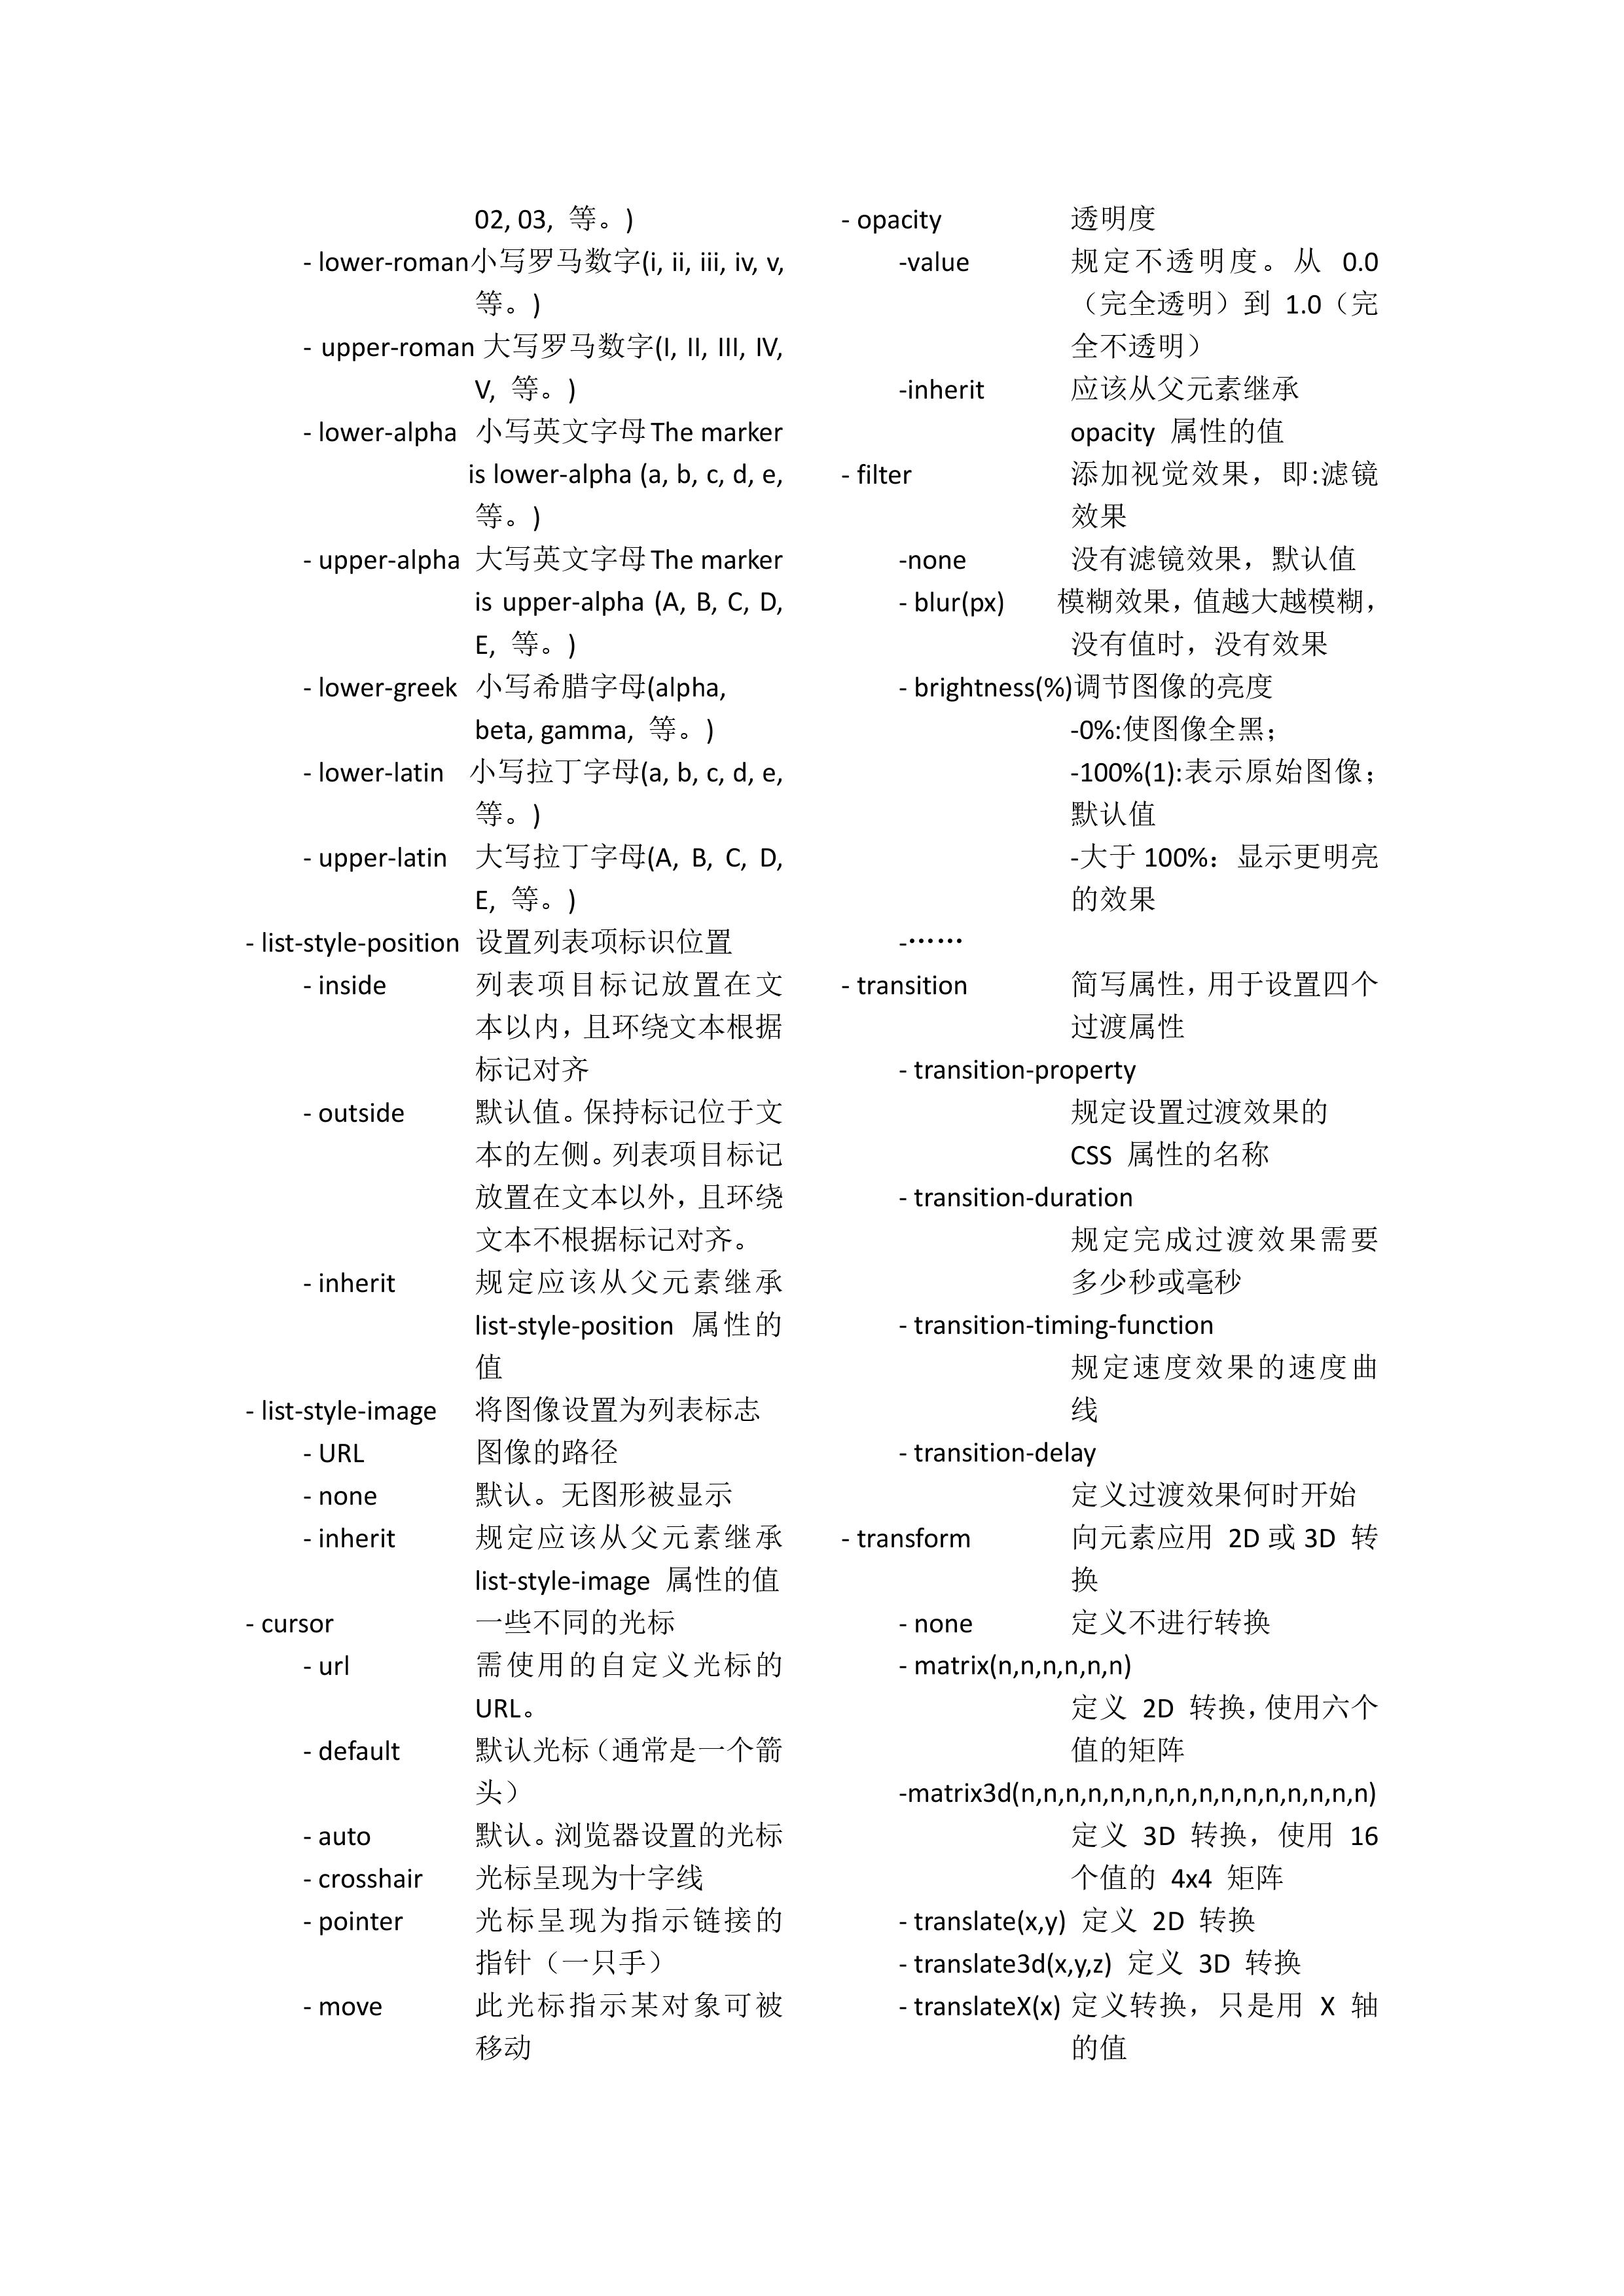 02, 03, 等。)
- lower-roman小写罗马数字(i, ii, iii, iv, v,
等。)
- upper-roman 大写罗马数字(I, II, III, IV,
V, 等。)
- lower-alpha 小写英文字母The marker
is lower-alpha (a, b, c, d, e,
等。)
- upper-alpha 大写英文字母The marker
is upper-alpha (A, B, C, D,
E, 等。)
- lower-greek 小写希腊字母(alpha,
beta, gamma, 等。)
- lower-latin 小写拉丁字母(a, b, c, d, e,
等。)
- upper-latin 大写拉丁字母(A, B, C, D,
E, 等。)
- list-style-position 设置列表项标识位置
- inside 列表项目标记放置在文
本以内，且环绕文本根据
标记对齐
- outside 默认值。保持标记位于文
本的左侧。列表项目标记
放置在文本以外，且环绕
文本不根据标记对齐。
- inherit 规定应该从父元素继承
list-style-position 属性的
值
- list-style-image 将图像设置为列表标志
- URL 图像的路径
- none 默认。无图形被显示
- inherit 规定应该从父元素继承
list-style-image 属性的值
- cursor 一些不同的光标
- url 需使用的自定义光标的
URL。
- default 默认光标（通常是一个箭
头）
- auto 默认。浏览器设置的光标
- crosshair 光标呈现为十字线
- pointer 光标呈现为指示链接的
指针（一只手）
- move 此光标指示某对象可被
移动
- opacity 透明度
-value 规定不透明度。从 0.0
（完全透明）到 1.0（完
全不透明）
-inherit 应该从父元素继承
opacity 属性的值
- filter 添加视觉效果，即:滤镜
效果
-none 没有滤镜效果，默认值
- blur(px) 模糊效果，值越大越模糊，
没有值时，没有效果
- brightness(%)调节图像的亮度
-0%:使图像全黑；
-100%(1):表示原始图像；
默认值
-大于 100%：显示更明亮
的效果
-……
- transition 简写属性，用于设置四个
过渡属性
- transition-property
规定设置过渡效果的
CSS 属性的名称
- transition-duration
规定完成过渡效果需要
多少秒或毫秒
- transition-timing-function
规定速度效果的速度曲
线
- transition-delay
定义过渡效果何时开始
- transform 向元素应用 2D 或 3D 转
换
- none 定义不进行转换
- matrix(n,n,n,n,n,n)
定义 2D 转换，使用六个
值的矩阵
-matrix3d(n,n,n,n,n,n,n,n,n,n,n,n,n,n,n,n)
定义 3D 转换，使用 16
个值的 4x4 矩阵
- translate(x,y) 定义 2D 转换
- translate3d(x,y,z) 定义 3D 转换
- translateX(x) 定义转换，只是用 X 轴
的值